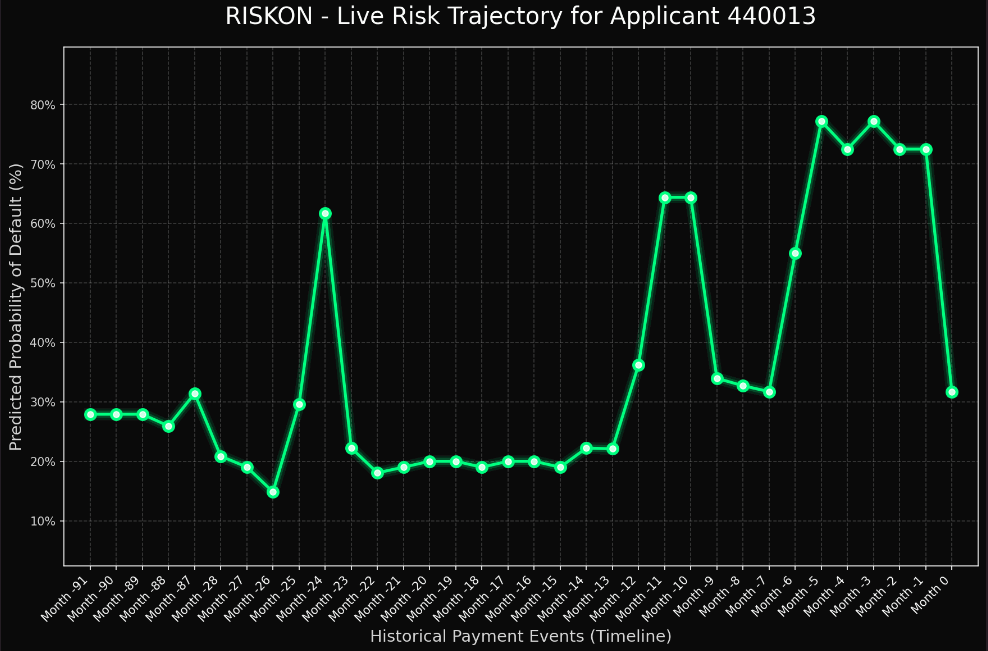 RISKON - Live Risk Trajectory for Applicant 440013
Predicted Probability of Default (%)
80%
70%
60%
50%
40%
30%
20%
10%
Month -91
Month -90
Month -89
Month -88
Month -87
Month -28
Month -27
Month -26
Month -25
Month -24
Month -23
Month -22
Month -21
Month -20
Month -19
Month -18
Month -17
Month -16
Month -15
Month -14
Month -13
Month -12
Month -11
Month -10
Month -9
Month -8
Month -7
Month -6
Month -5
Month -4
Month -3
Month -2
Month -1
Month 0
Historical Payment Events (Timeline)